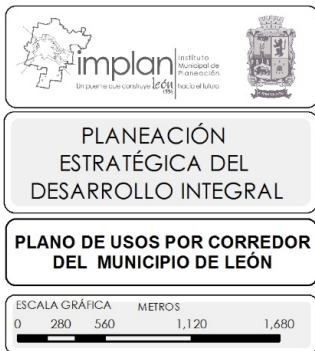 implan
Instituto
Municipal de
Planeación
Un puente que construye león hacia el futuro
PLANEACIÓN
ESTRATÉGICA DEL
DESARROLLO INTEGRAL
PLANO DE USOS POR CORREDOR
DEL MUNICIPIO DE LEÓN
ESCALA GRÁFICA METROS
0 280 560 1,120 1,680